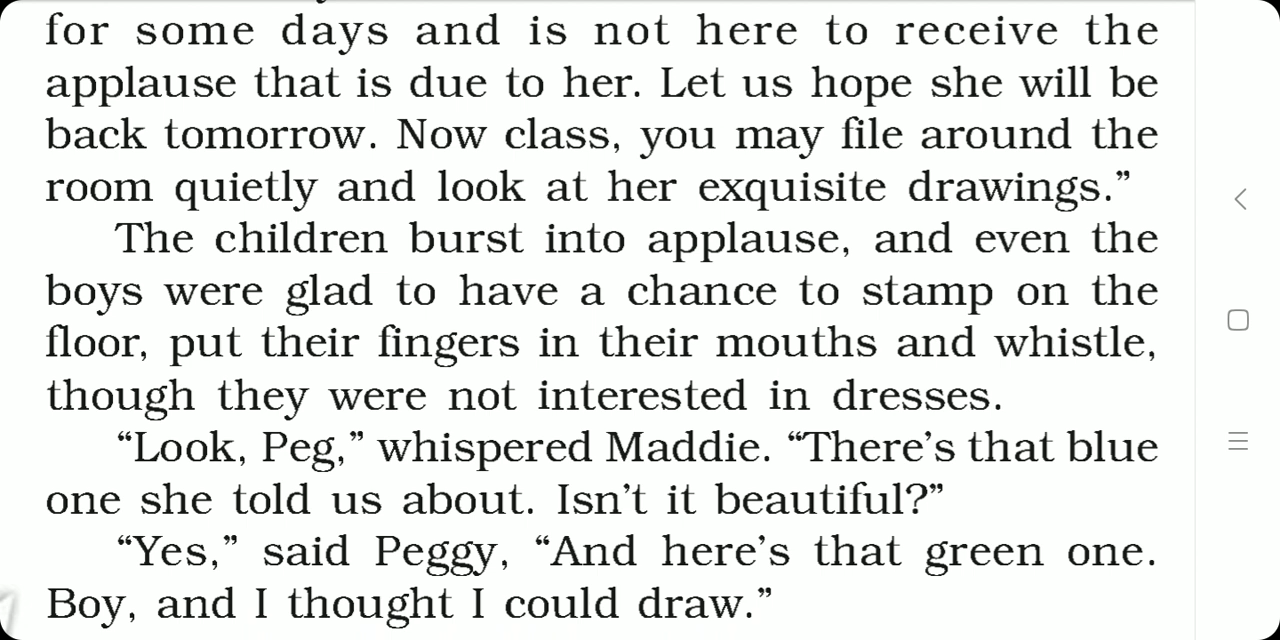 for some days and is not here to receive the
applause that is due to her. Let us hope she will be
back tomorrow. Now class, you may file around the
room quietly and look at her exquisite drawings.”
The children burst into applause, and even the
boys were glad to have a chance to stamp on the
floor, put their fingers in their mouths and whistle,
though they were not interested in dresses.
“Look, Peg,” whispered Maddie. “There’s that blue
one she told us about. Isn’t it beautiful?”
“Yes,” said Peggy, “And here’s that green one.
Boy, and I thought I could draw.”